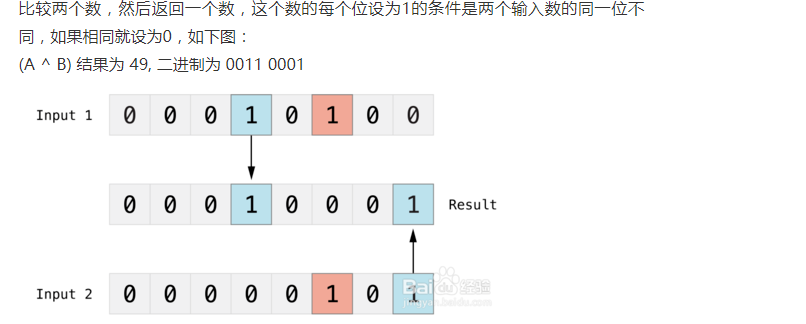 比较两个数，然后返回一个数，这个数的每个位设为1的条件是两个输入数的同一位不
同，如果相同就设为0，如下图：
(A ^ B) 结果为 49, 二进制为 0011 0001
Input 1 0 0 0 1 0 1 0 0
0 0 0 1 0 0 0 1 Result
Input 2 0 0 0 0 0 1 0 1
Baidu 经验
jingyan.baidu.com